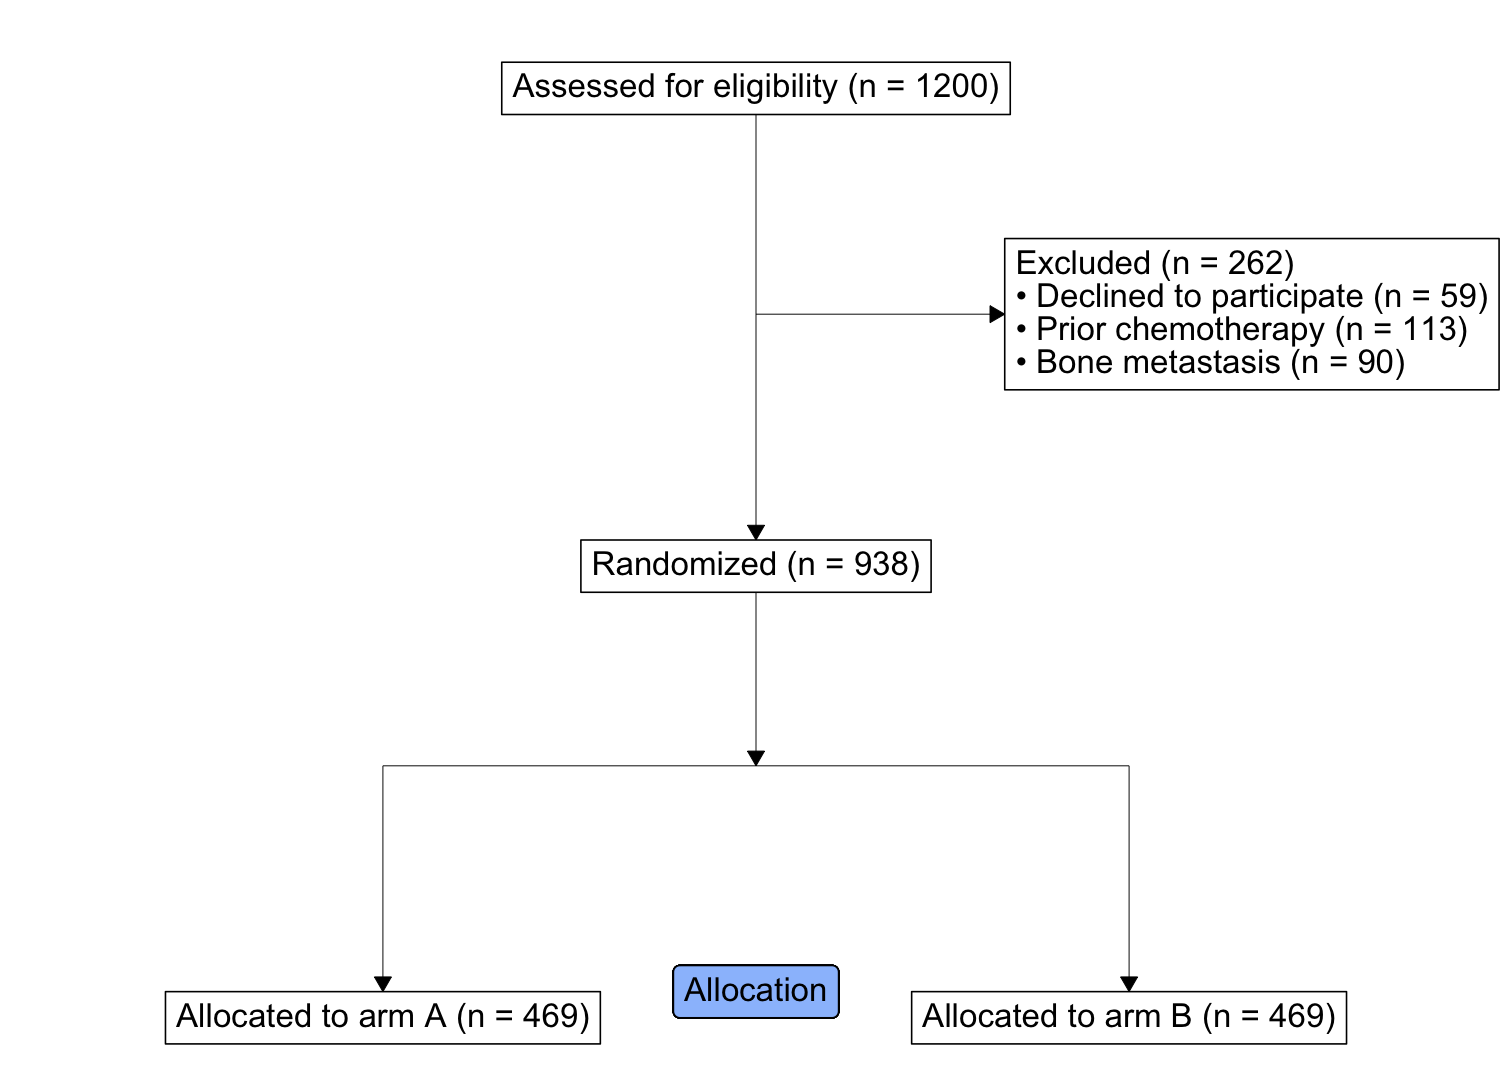 Assessed for eligibility (n = 1200)
Excluded (n = 262)
• Declined to participate (n = 59)
• Prior chemotherapy (n = 113)
• Bone metastasis (n = 90)
Randomized (n = 938)
Allocated to arm A (n = 469)
Allocation
Allocated to arm B (n = 469)